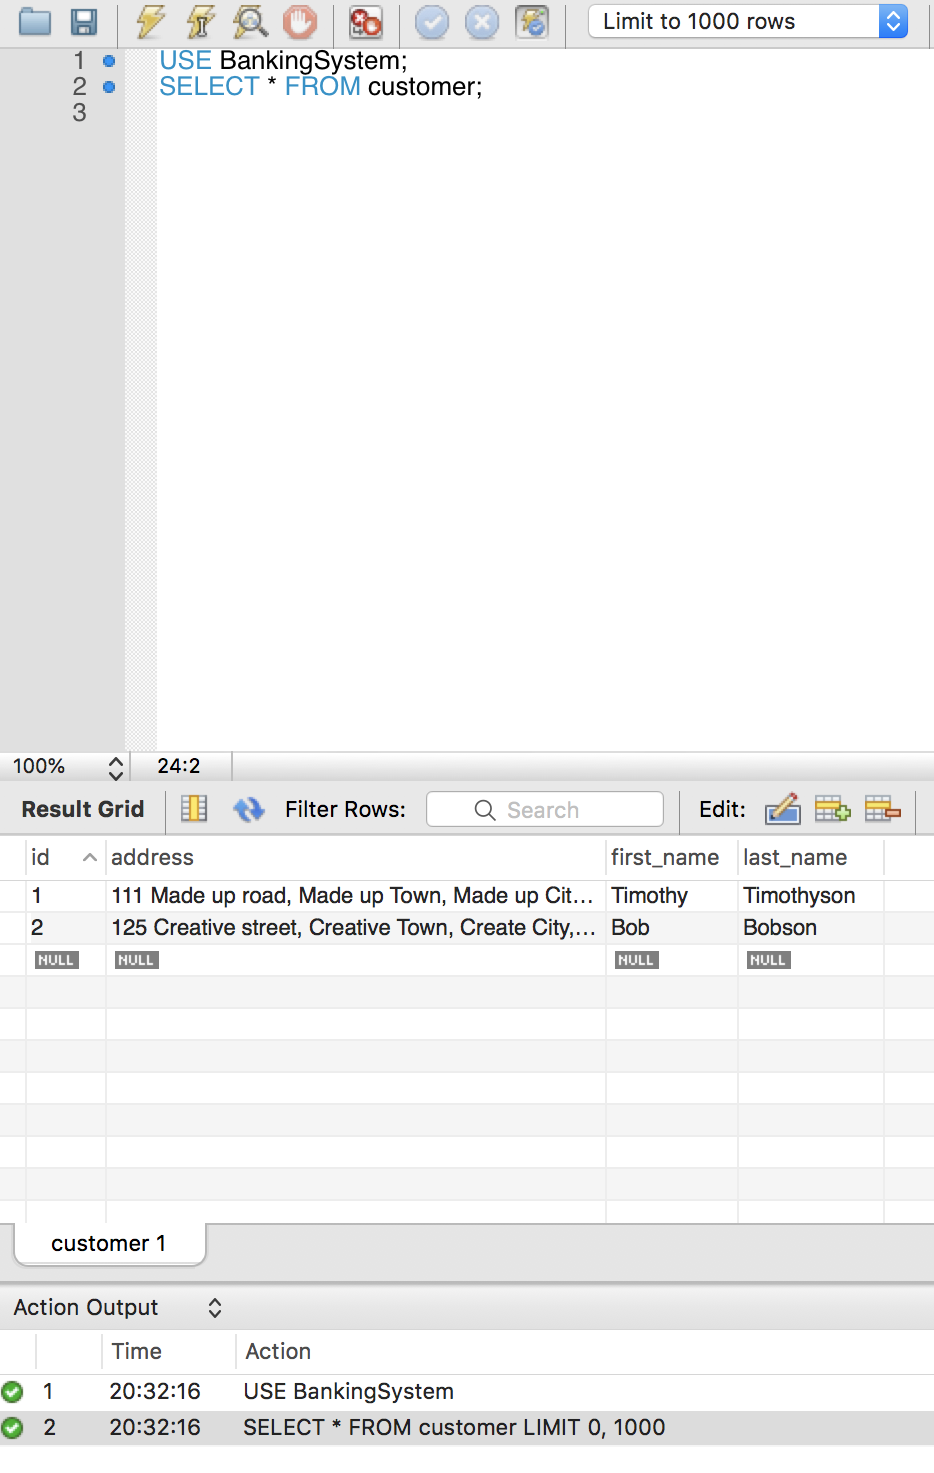 Limit to 1000 rows
1 USE BankingSystem;
2 SELECT * FROM customer;
3
100% 24:2
Result Grid Filter Rows: Search Edit:
id address first_name last_name
1 111 Made up road, Made up Town, Made up Cit... Timothy Timothyson
2 125 Creative street, Creative Town, Create City,... Bob Bobson
NULL NULL NULL NULL
customer 1
Action Output
Time Action
1 20:32:16 USE BankingSystem
2 20:32:16 SELECT * FROM customer LIMIT 0, 1000